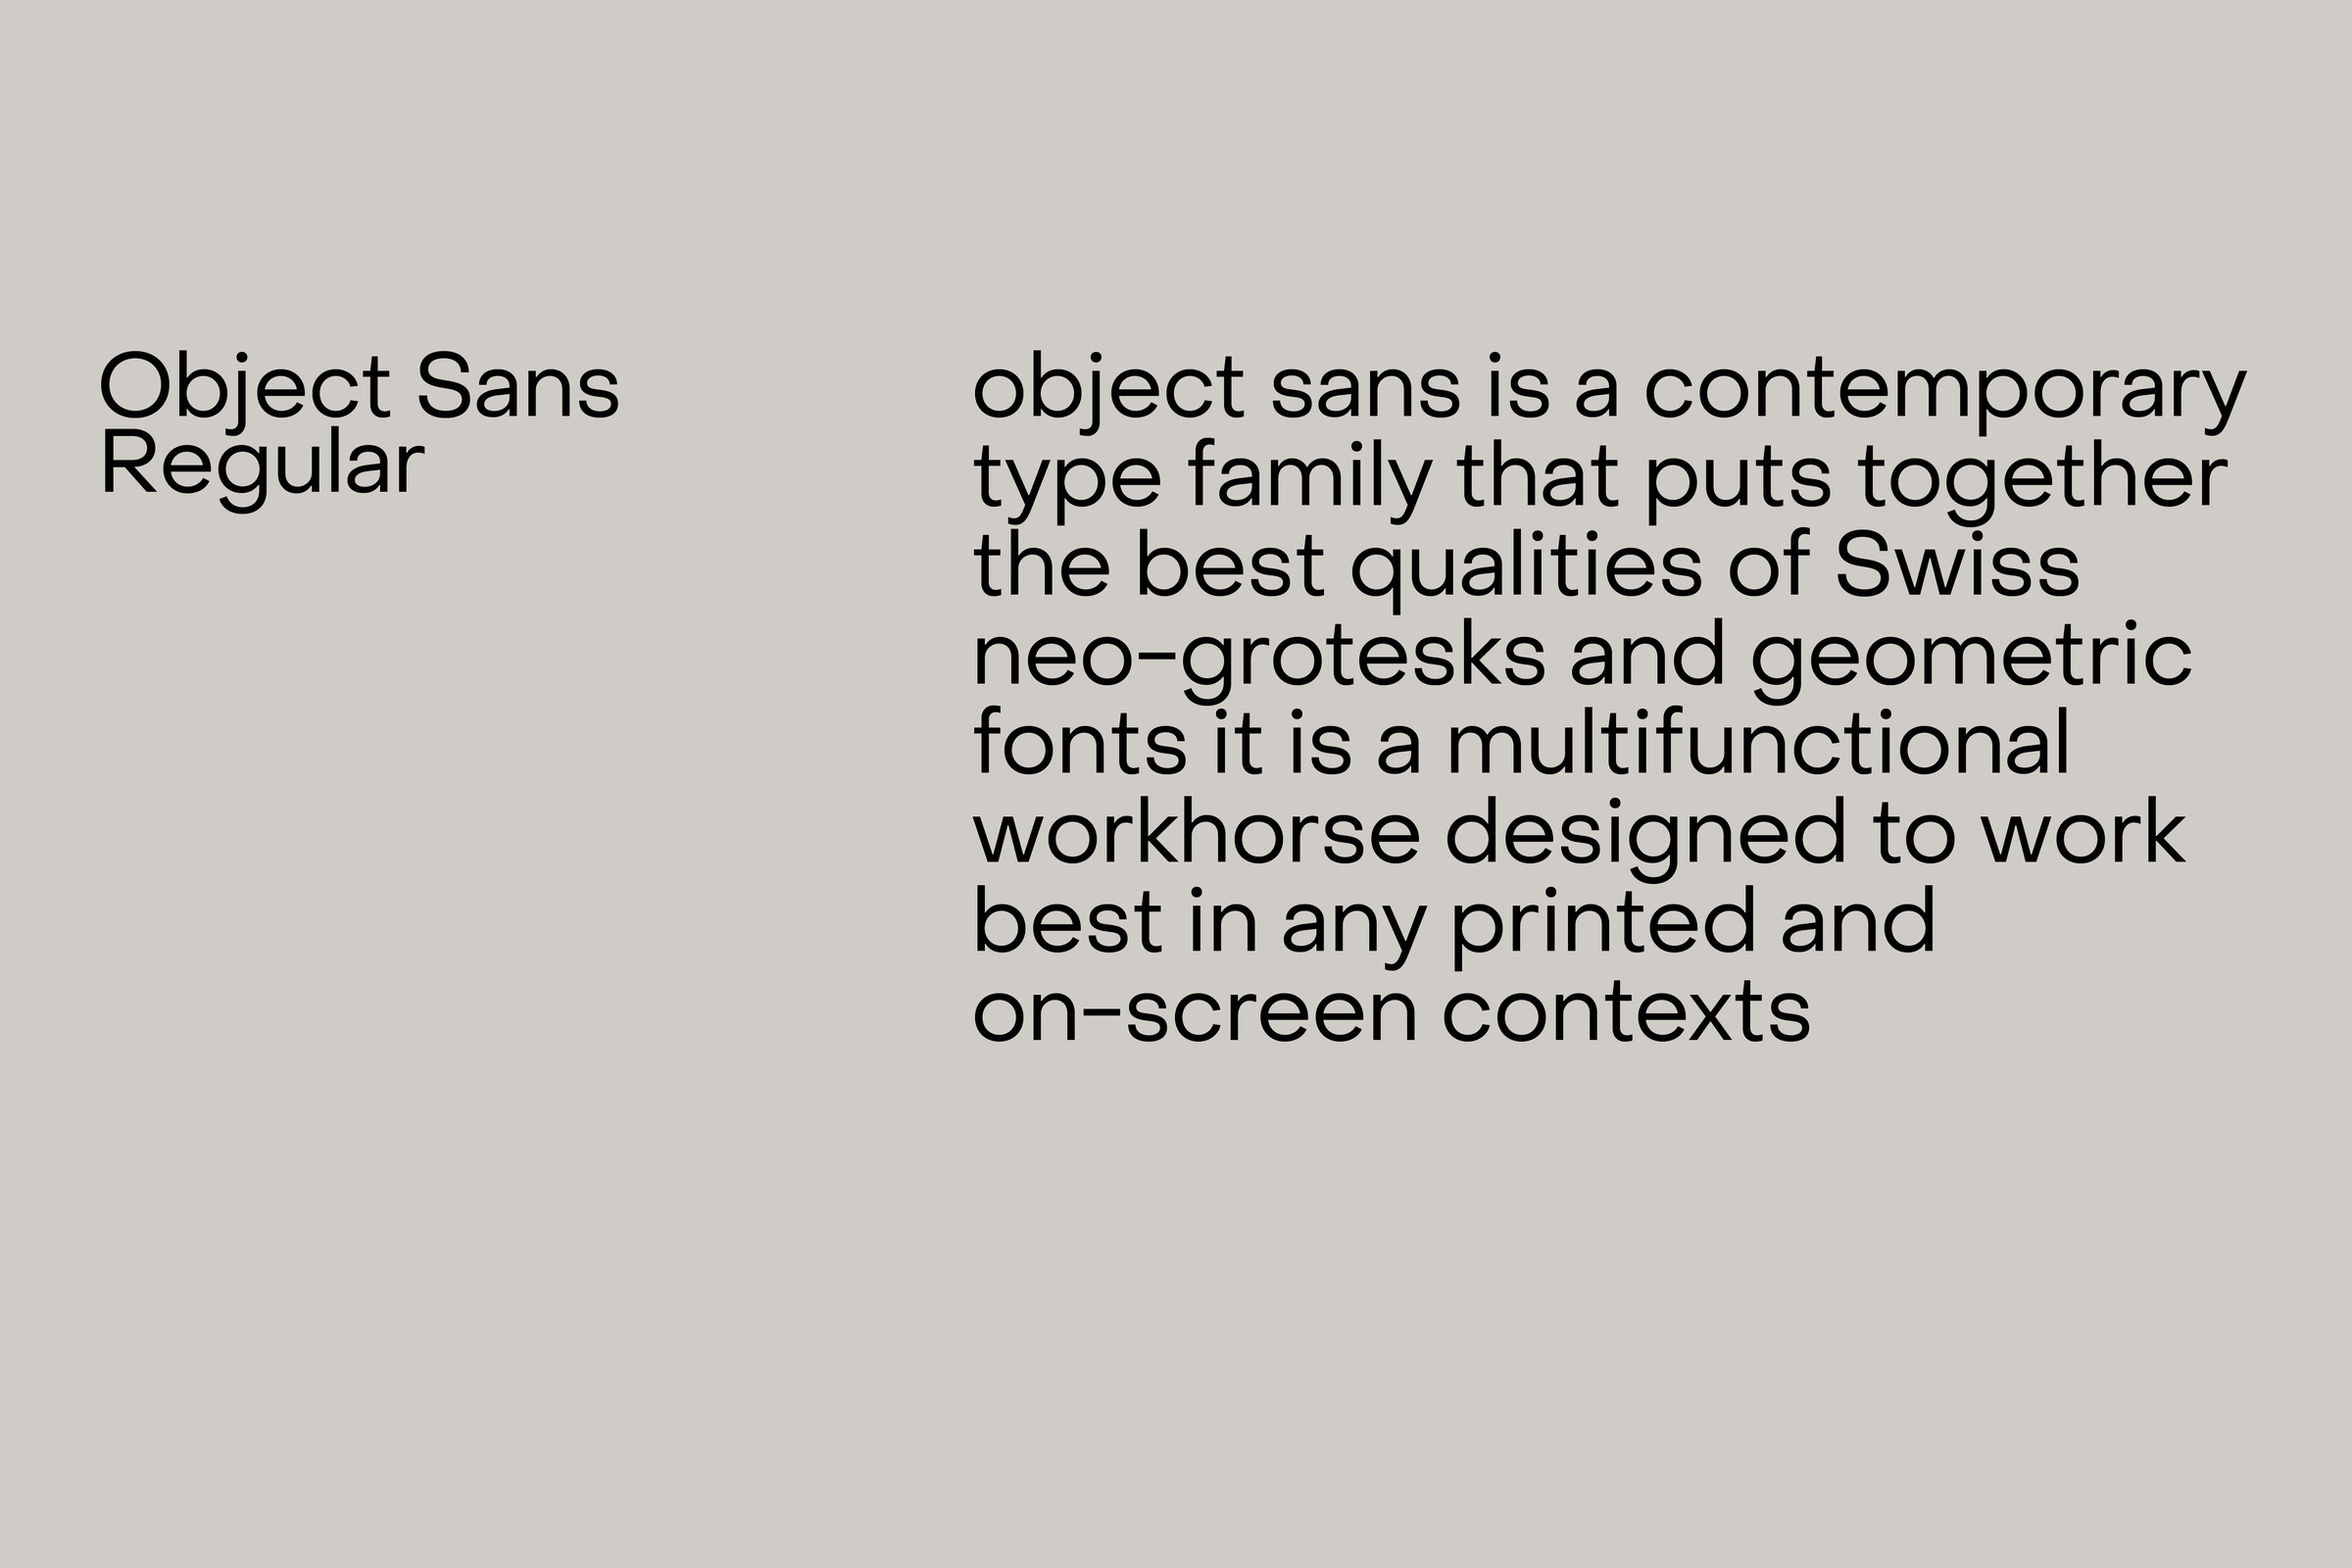 Object Sans
Regular
object sans is a contemporary
type family that puts together
the best qualities of Swiss
neo-grotesks and geometric
fonts it is a multifunctional
workhorse designed to work
best in any printed and
on-screen contexts